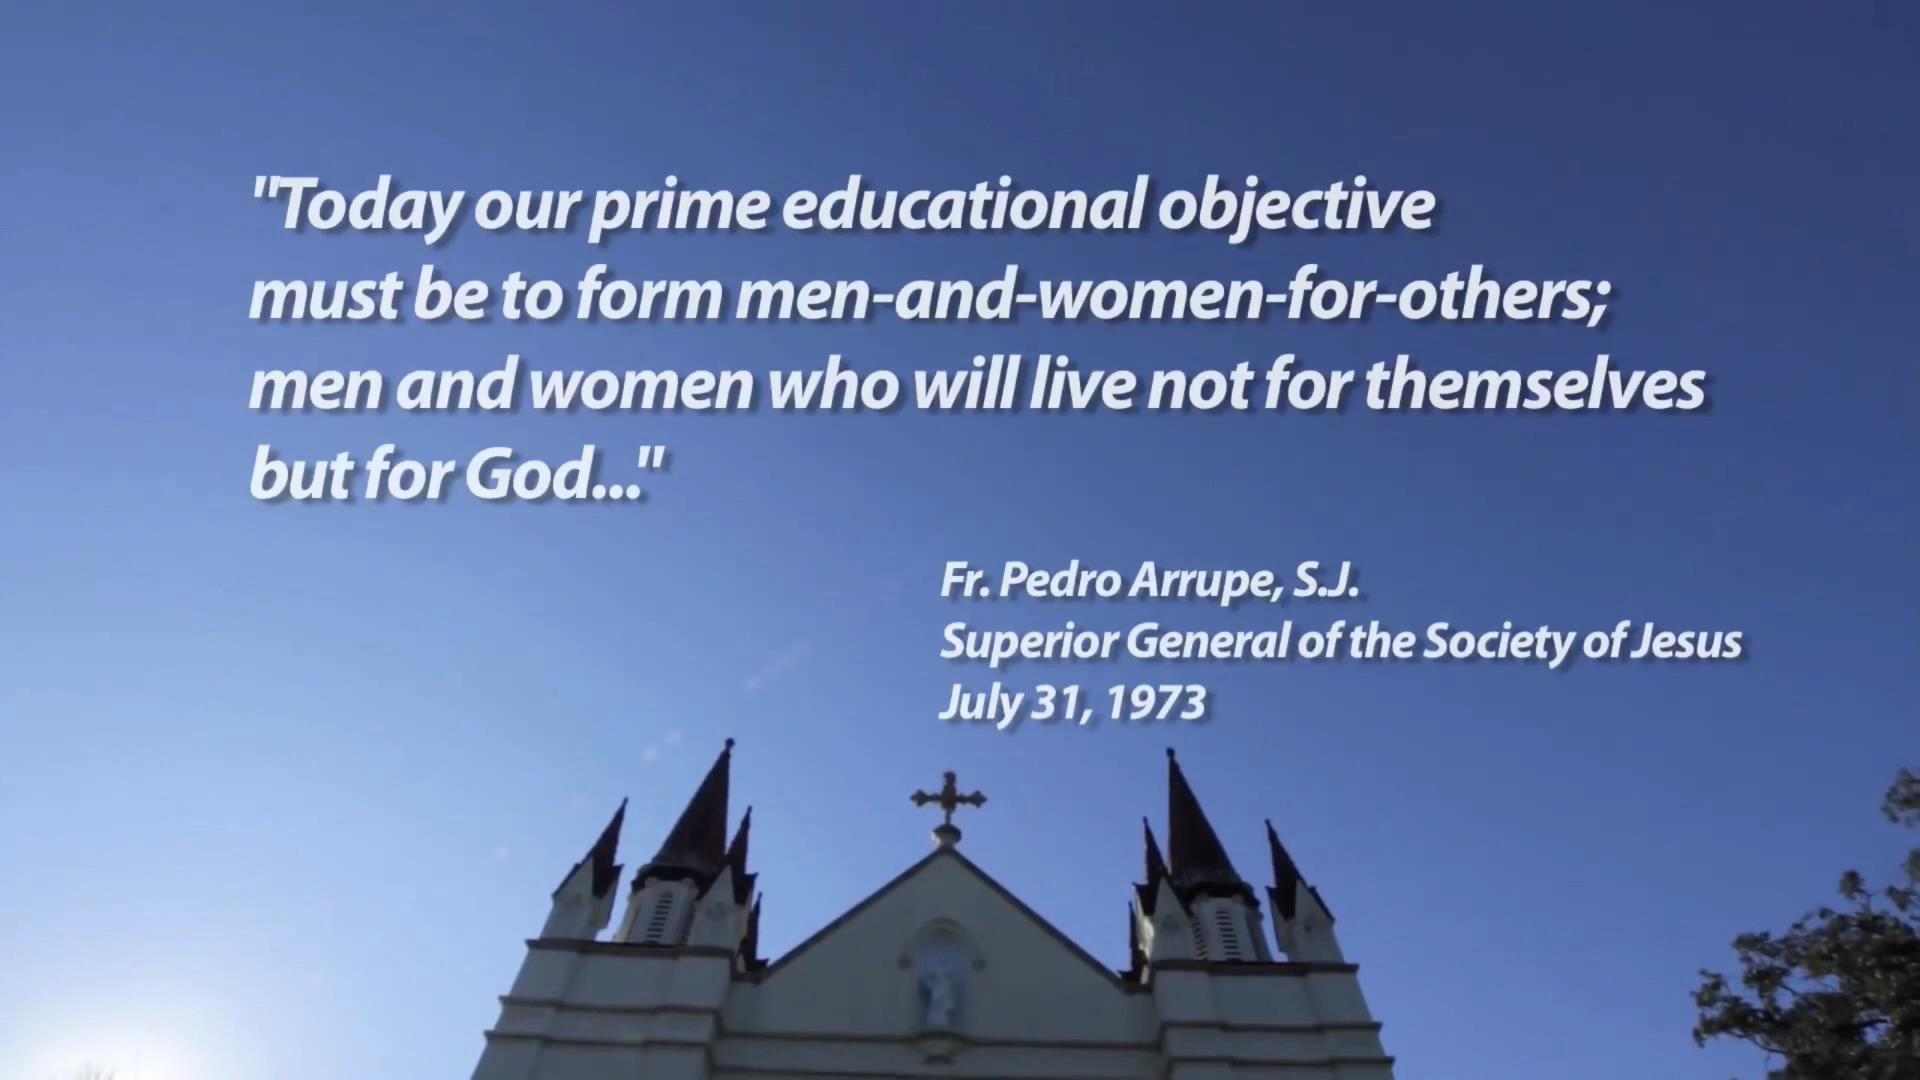 "Today our prime educational objective
must be to form men-and-women-for-others;
men and women who will live not for themselves
but for God..."
Fr. Pedro Arrupe, S.J.
Superior General of the Society of Jesus
July 31, 1973